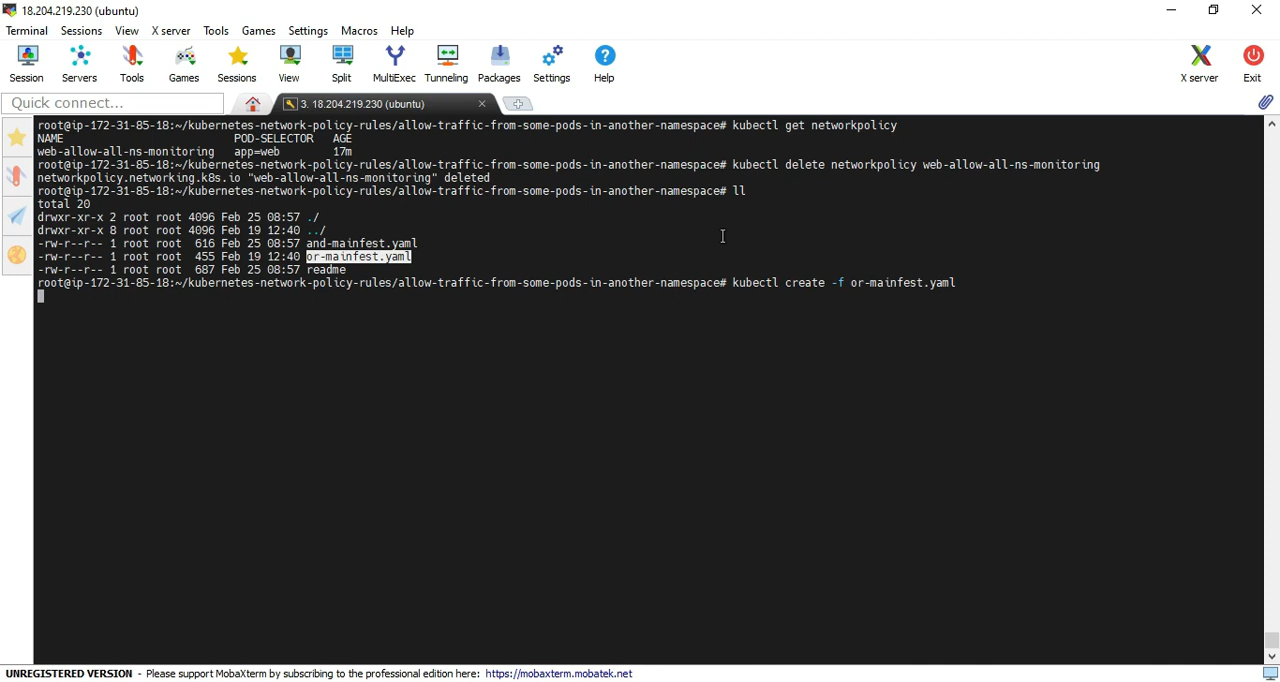 18.204.219.230 (ubuntu)
Terminal Sessions View X server Tools Games Settings Macros Help
Session Servers Tools Games Sessions View Split MultiExec Tunneling Packages Settings Help X server Exit
Quick connect...
3. 18.204.219.230 (ubuntu)
root@ip-172-31-85-18:~/kubernetes-network-policy-rules/allow-traffic-from-some-pods-in-another-namespace# kubectl get networkpolicy
NAME POD-SELECTOR AGE
web-allow-all-ns-monitoring app=web 17m
root@ip-172-31-85-18:~/kubernetes-network-policy-rules/allow-traffic-from-some-pods-in-another-namespace# kubectl delete networkpolicy web-allow-all-ns-monitoring
networkpolicy.networking.k8s.io "web-allow-all-ns-monitoring" deleted
root@ip-172-31-85-18:~/kubernetes-network-policy-rules/allow-traffic-from-some-pods-in-another-namespace# ll
total 20
drwxr-xr-x 2 root root 4096 Feb 25 08:57 ./
drwxr-xr-x 8 root root 4096 Feb 19 12:40 ../
-rw-r--r-- 1 root root 616 Feb 25 08:57 and-mainfest.yaml
-rw-r--r-- 1 root root 455 Feb 19 12:40 or-mainfest.yaml
-rw-r--r-- 1 root root 687 Feb 25 08:57 readme
root@ip-172-31-85-18:~/kubernetes-network-policy-rules/allow-traffic-from-some-pods-in-another-namespace# kubectl create -f or-mainfest.yaml
UNREGISTERED VERSION - Please support MobaXterm by subscribing to the professional edition here: https://mobaxterm.mobatek.net